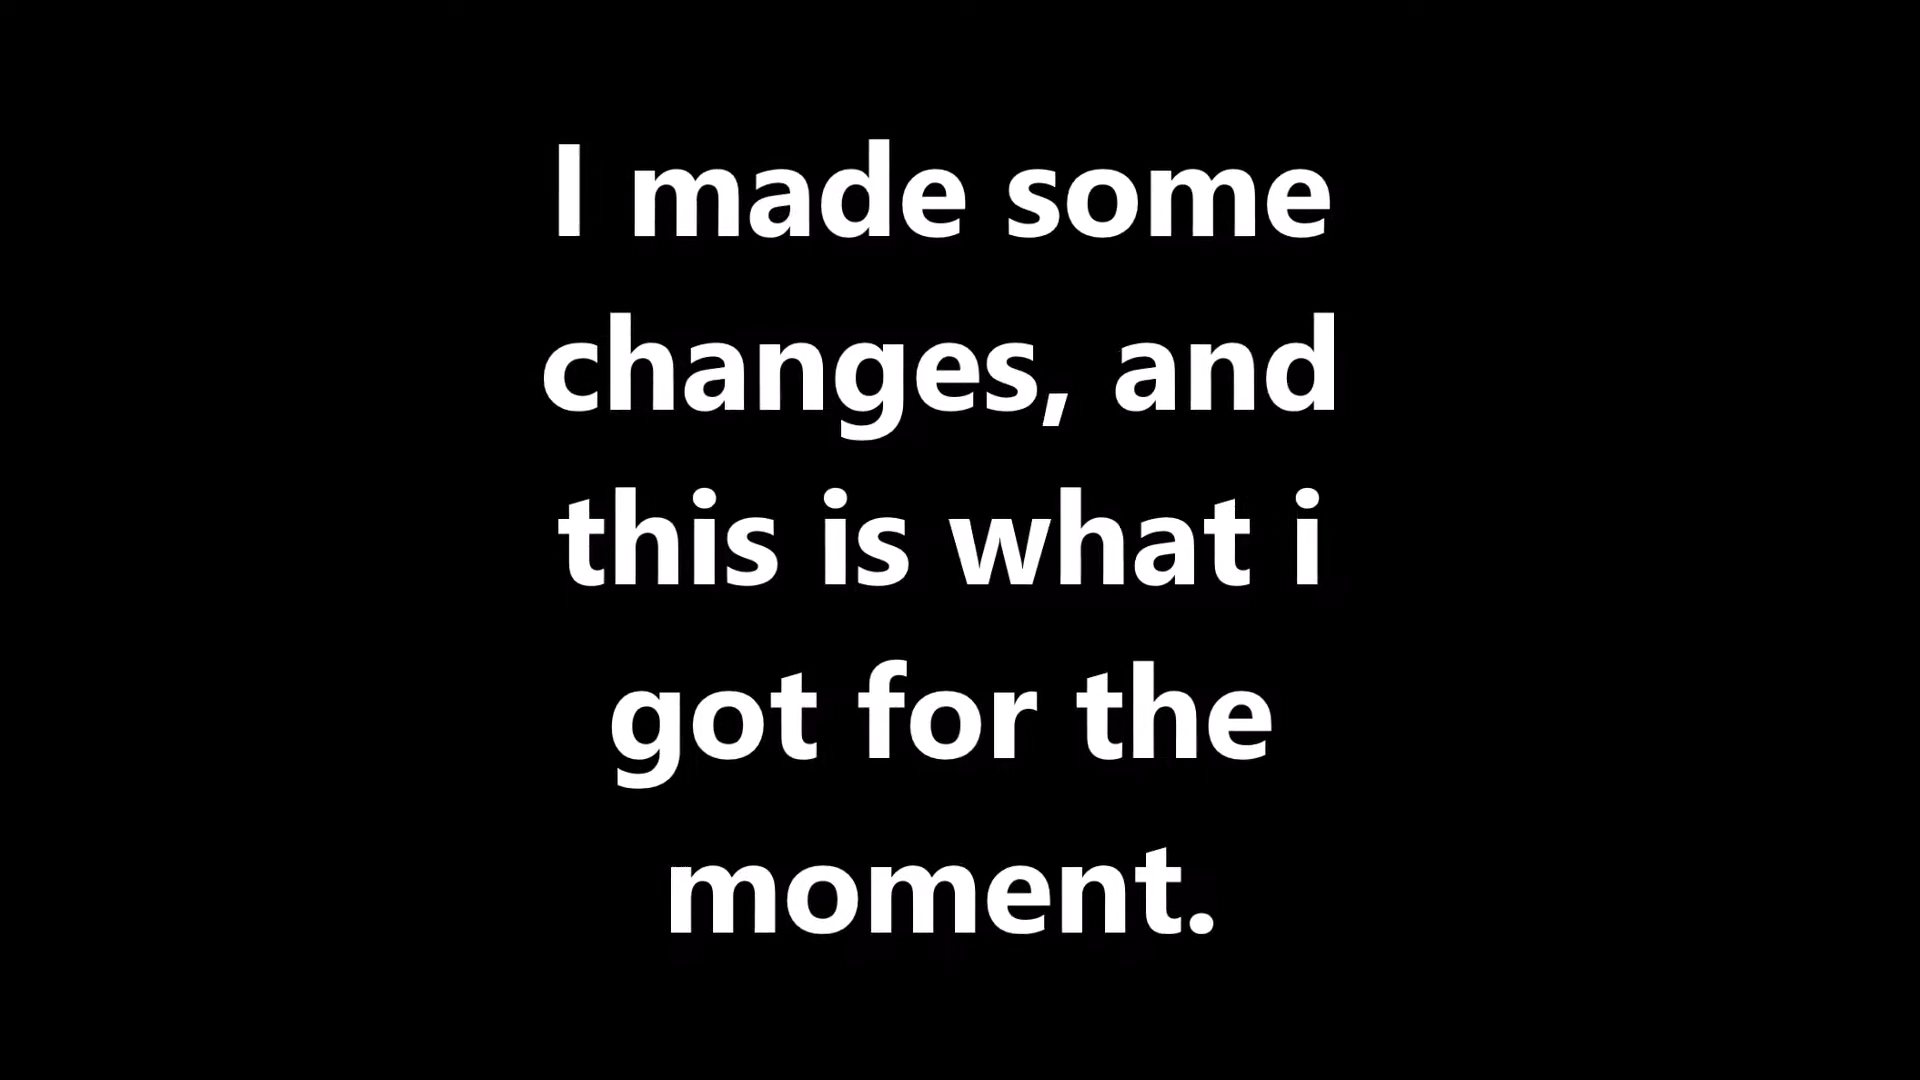 I made some
changes, and
this is what i
got for the
moment.